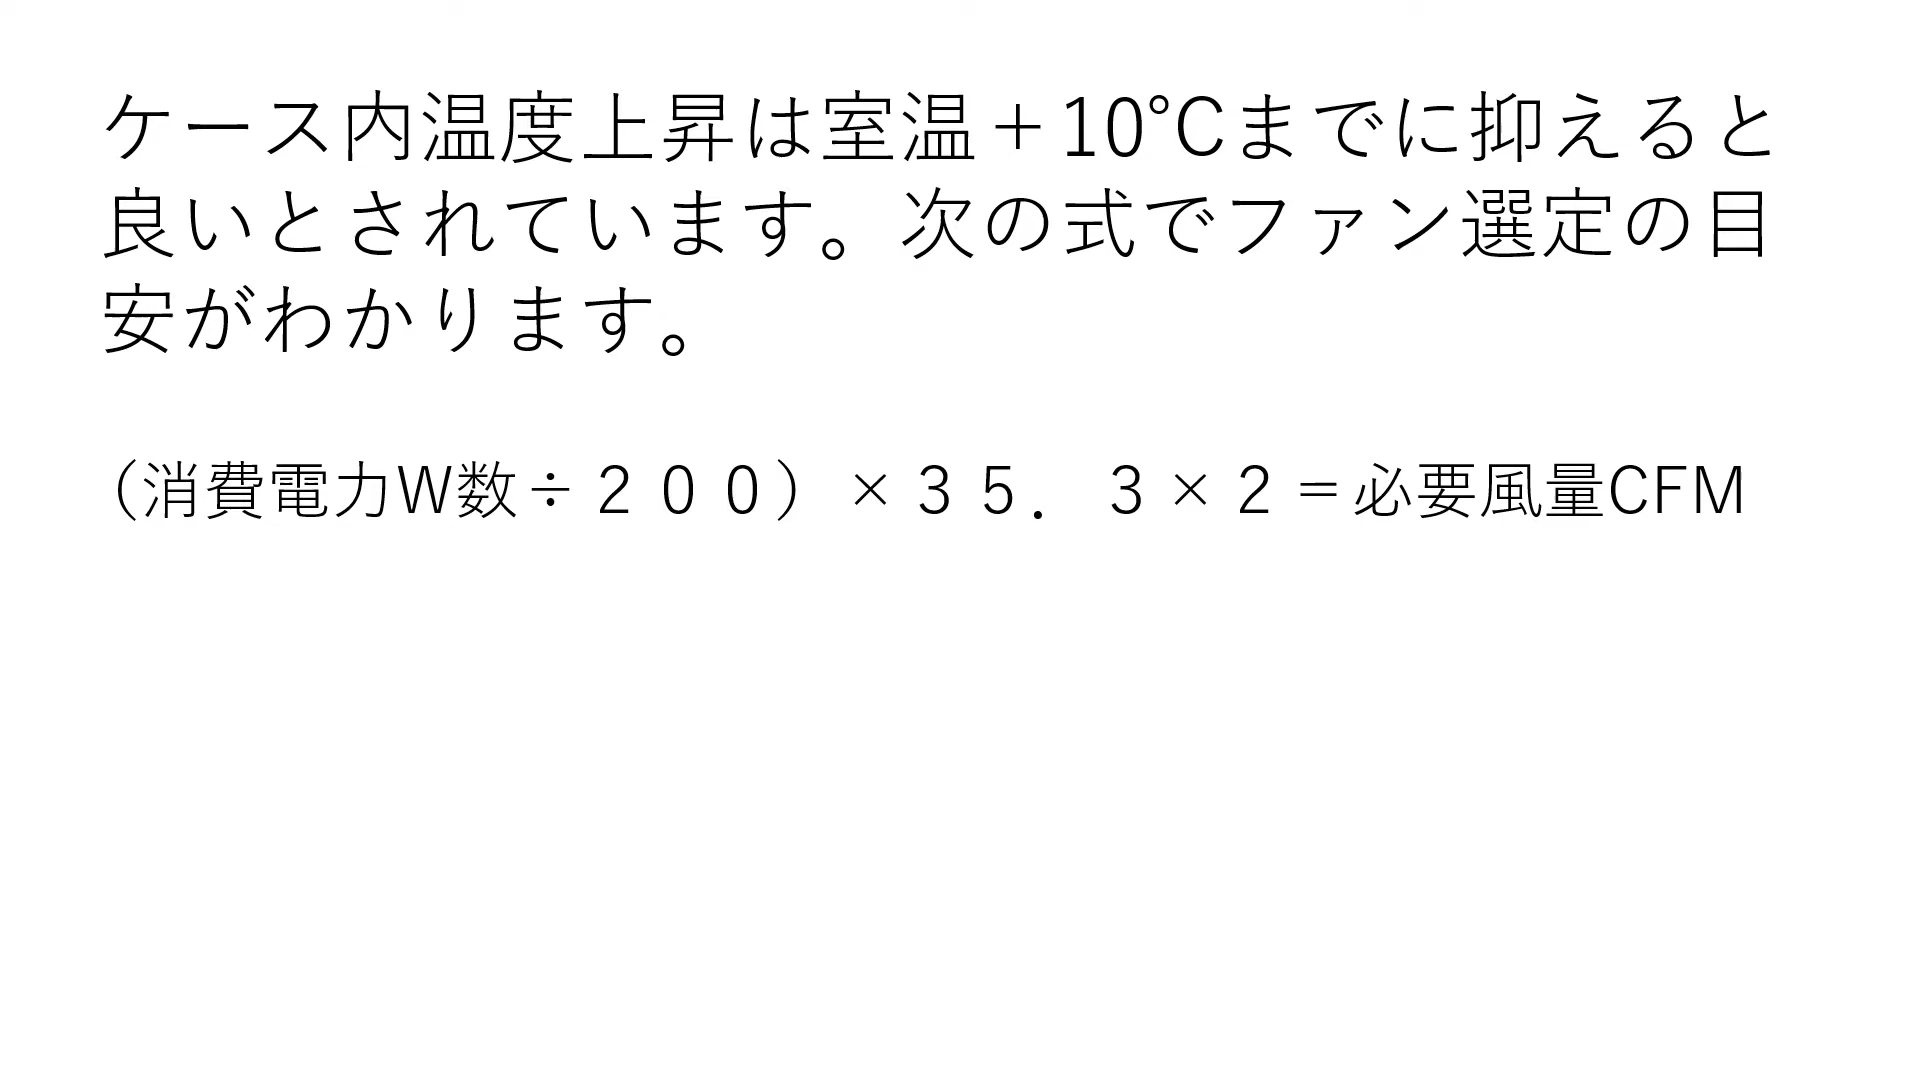 ケース内温度上昇は室温＋10℃までに抑えると
良いとされています。次の式でファン選定の目
安がわかります。
（消費電力W数÷２００）×３５．３×２＝必要風量CFM